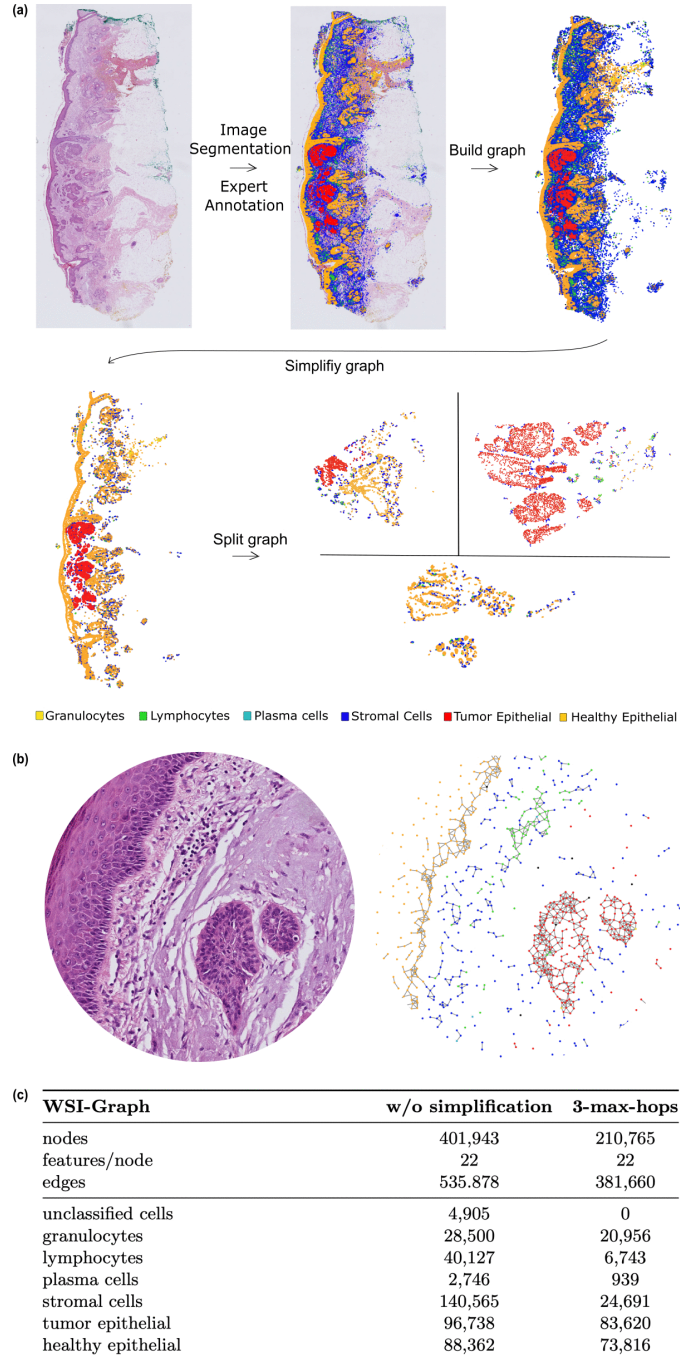 (a)
Image
Segmentation
Expert
Annotation
Build graph
Simplifiy graph
Split graph
Granulocytes Lymphocytes Plasma cells Stromal Cells Tumor Epithelial Healthy Epithelial
(b)
(c)
WSI-Graph w/o simplification 3-max-hops
nodes 401,943 210,765
features/node 22 22
edges 535.878 381,660
unclassified cells 4,905 0
granulocytes 28,500 20,956
lymphocytes 40,127 6,743
plasma cells 2,746 939
stromal cells 140,565 24,691
tumor epithelial 96,738 83,620
healthy epithelial 88,362 73,816